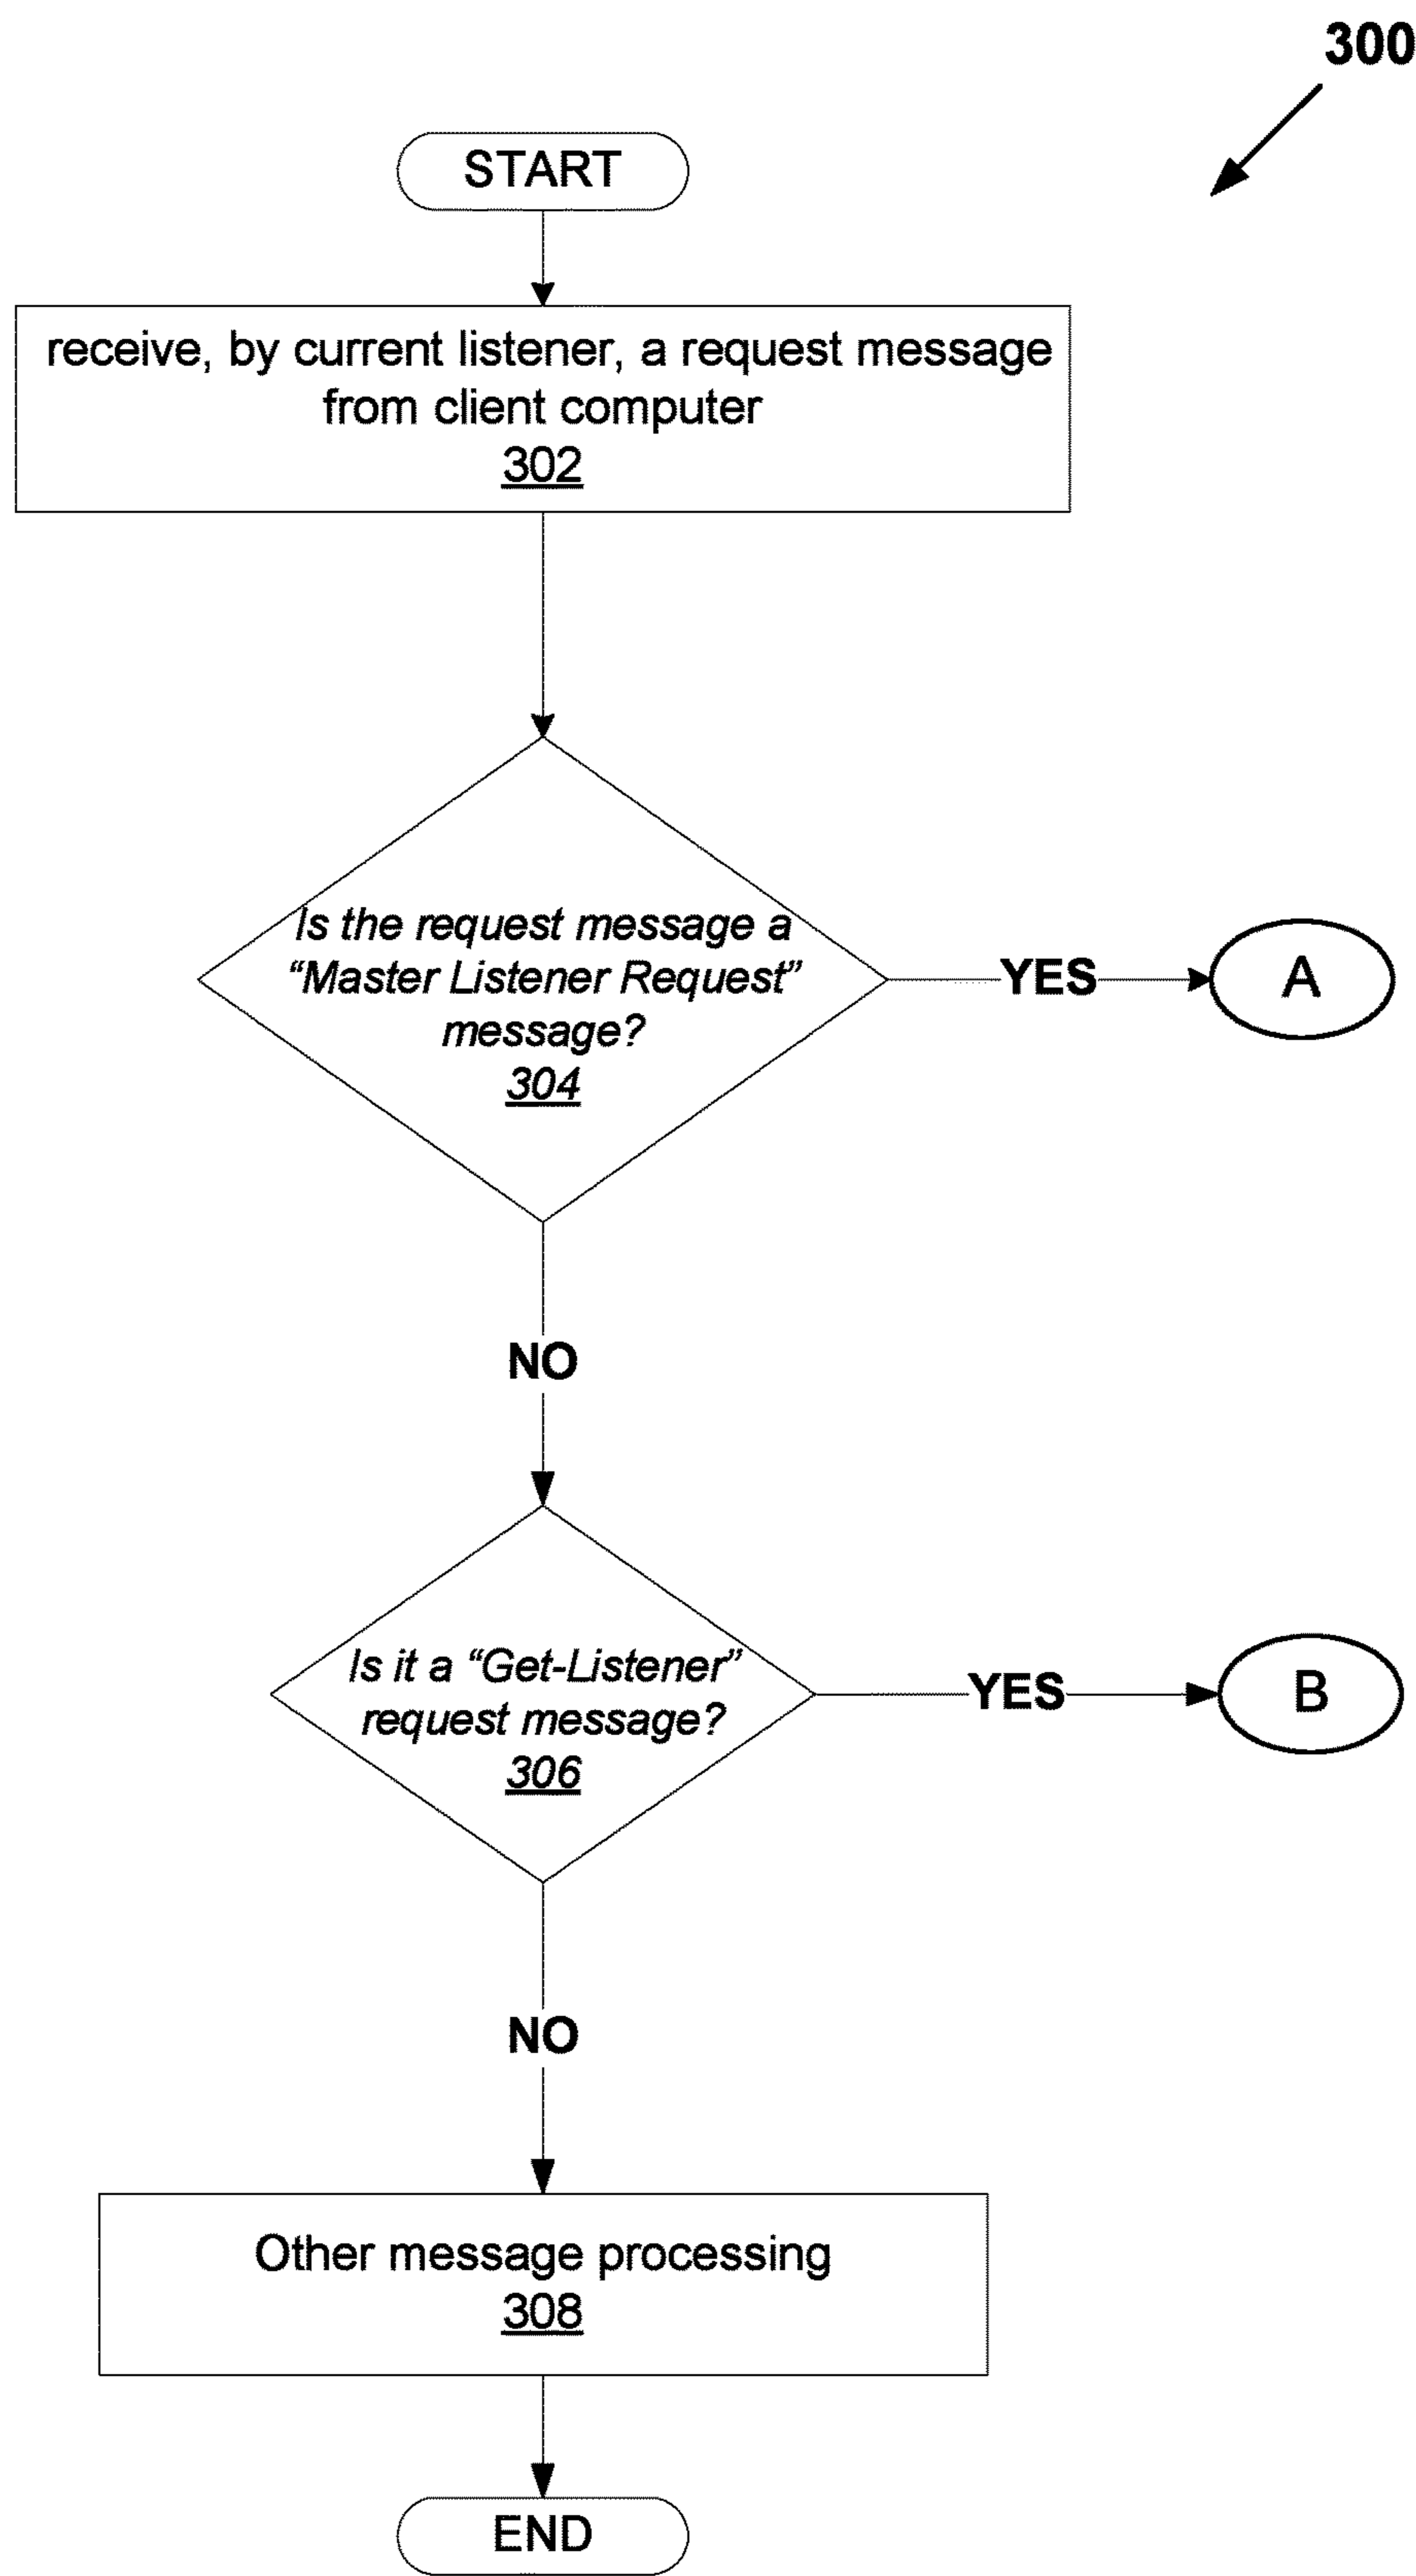 300
START
receive, by current listener, a request message
from client computer
302
Is the request message a
“Master Listener Request”
message?
304
YES
A
NO
Is it a “Get-Listener”
request message?
306
YES
B
NO
Other message processing
308
END